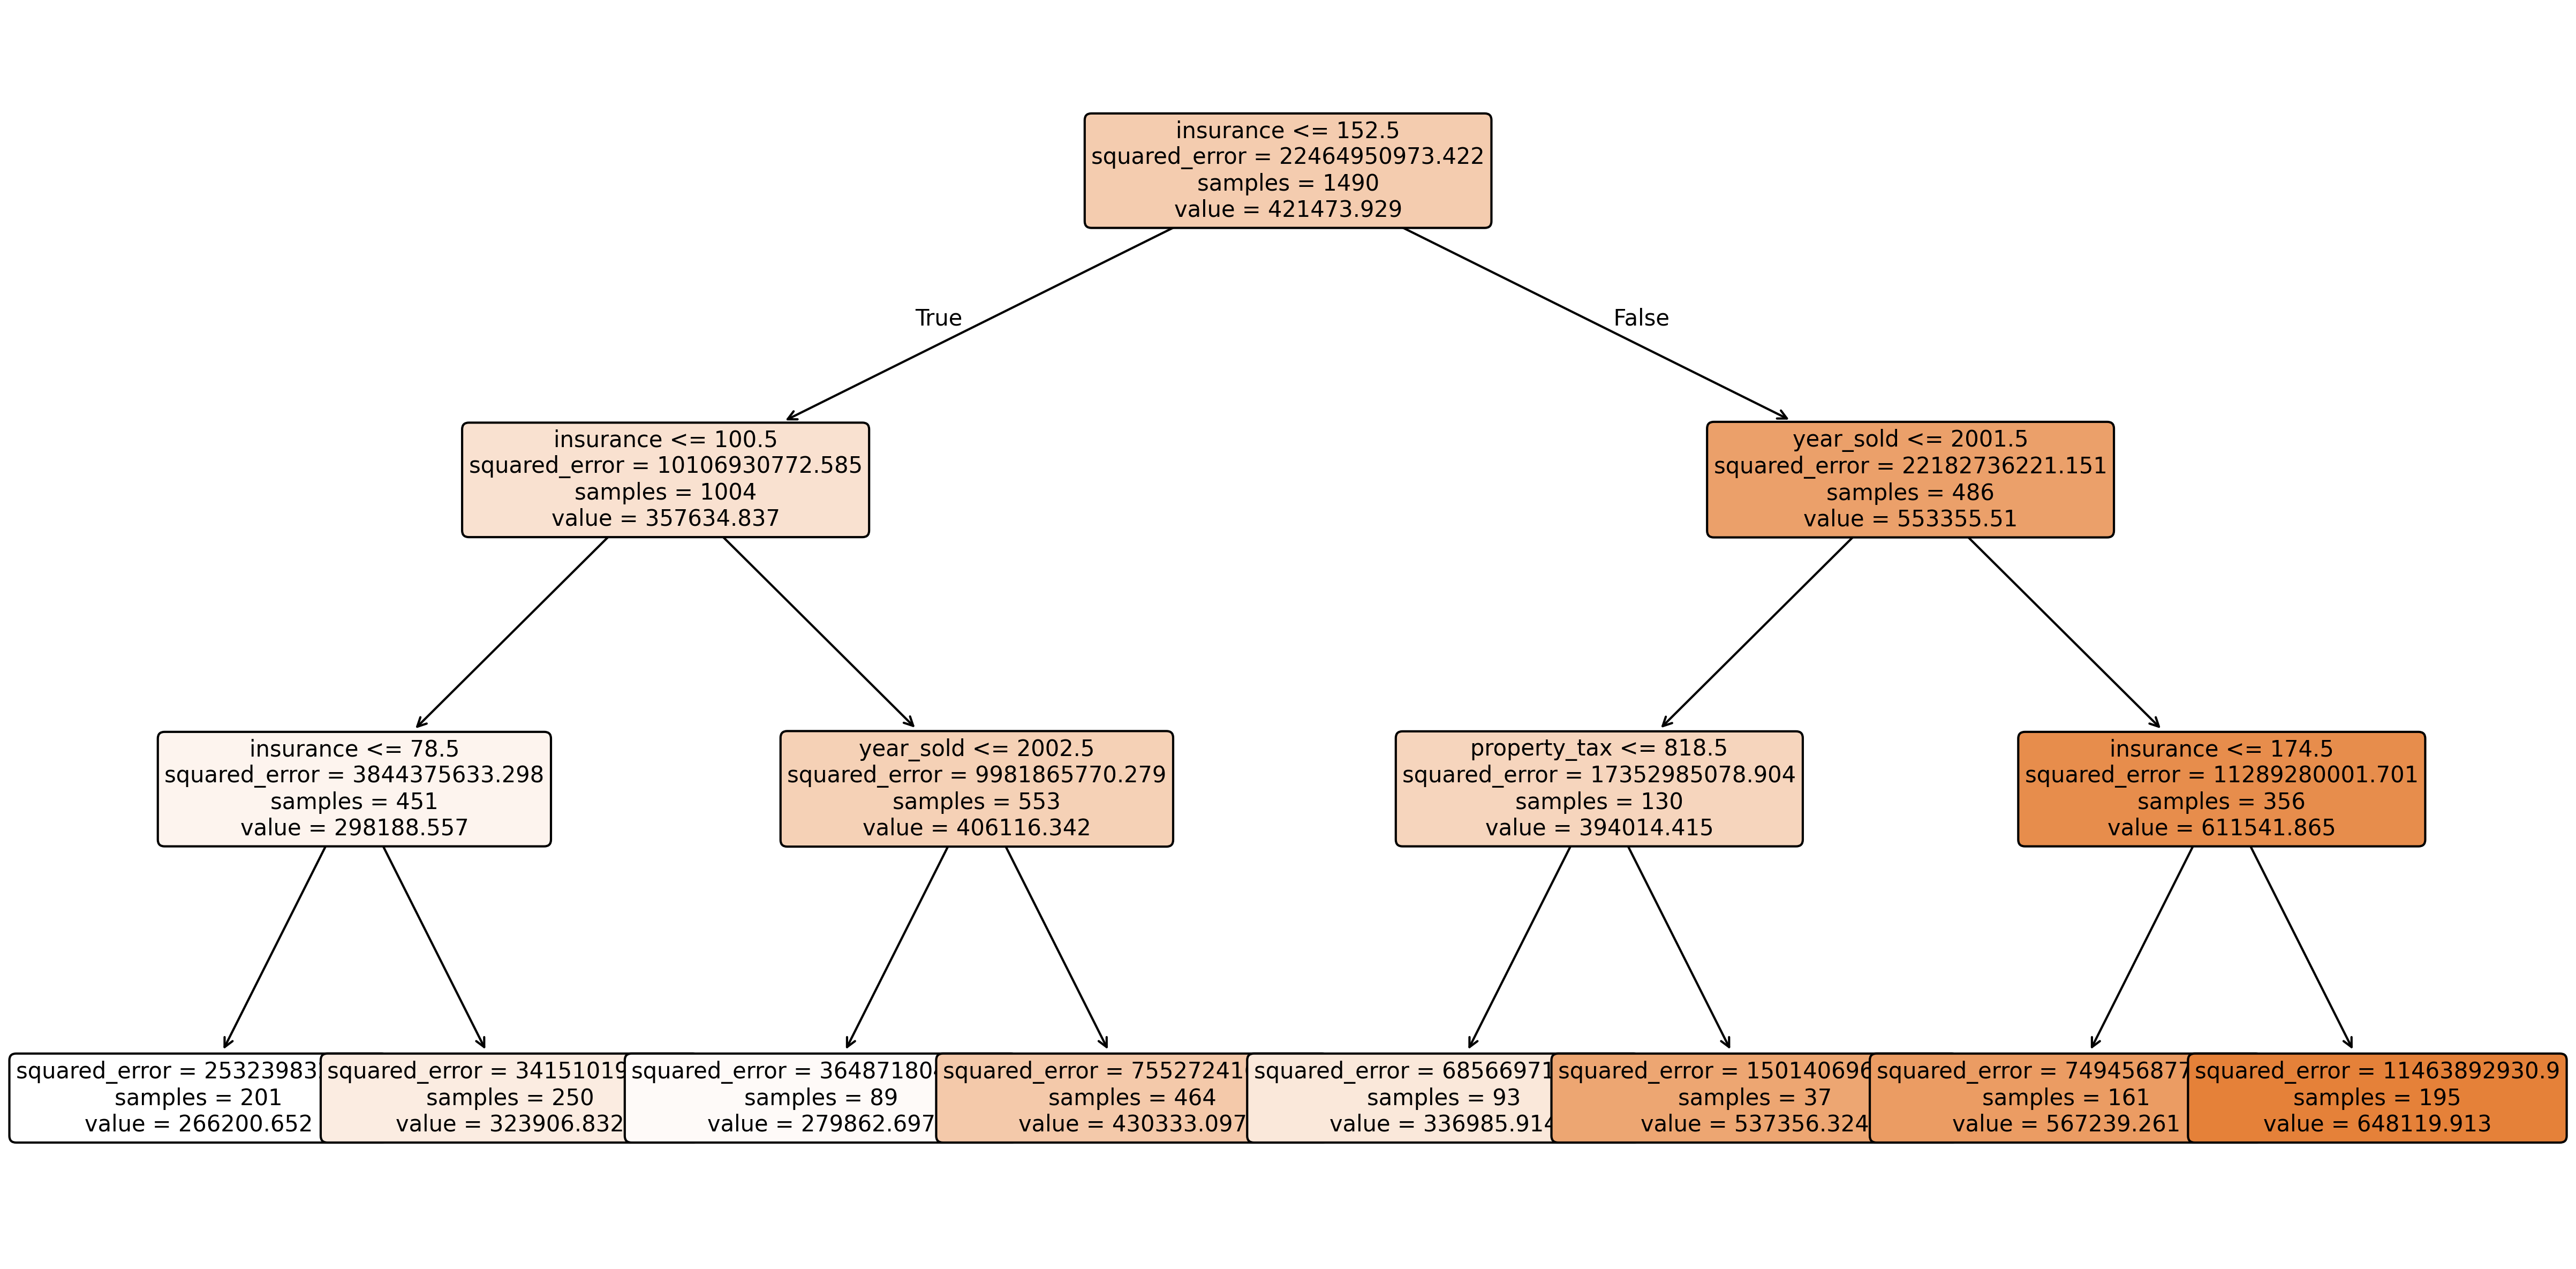 insurance <= 152.5
squared_error = 22464950973.422
samples = 1490
value = 421473.929
True
False
insurance <= 100.5
squared_error = 10106930772.585
samples = 1004
value = 357634.837
year_sold <= 2001.5
squared_error = 22182736221.151
samples = 486
value = 553355.51
insurance <= 78.5
squared_error = 3844375633.298
samples = 451
value = 298188.557
year_sold <= 2002.5
squared_error = 9981865770.279
samples = 553
value = 406116.342
property_tax <= 818.5
squared_error = 17352985078.904
samples = 130
value = 394014.415
insurance <= 174.5
squared_error = 11289280001.701
samples = 356
value = 611541.865
squared_error = 25323983
samples = 201
value = 266200.652
squared_error = 34151019
samples = 250
value = 323906.832
squared_error = 36487180
samples = 89
value = 279862.697
squared_error = 75527241
samples = 464
value = 430333.097
squared_error = 68566971
samples = 93
value = 336985.914
squared_error = 150140696
samples = 37
value = 537356.324
squared_error = 749456877
samples = 161
value = 567239.261
squared_error = 11463892930.9
samples = 195
value = 648119.913